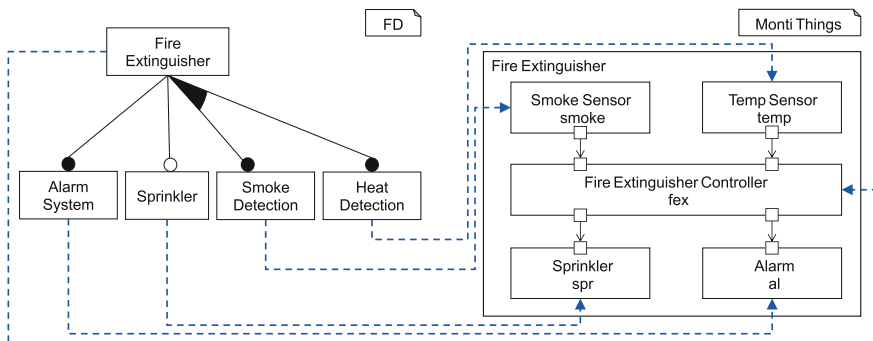 FD
Fire
Extinguisher
Alarm
System
Sprinkler
Smoke
Detection
Heat
Detection
Monti Things
Fire Extinguisher
Smoke Sensor
smoke
Temp Sensor
temp
Fire Extinguisher Controller
fex
Sprinkler
spr
Alarm
al